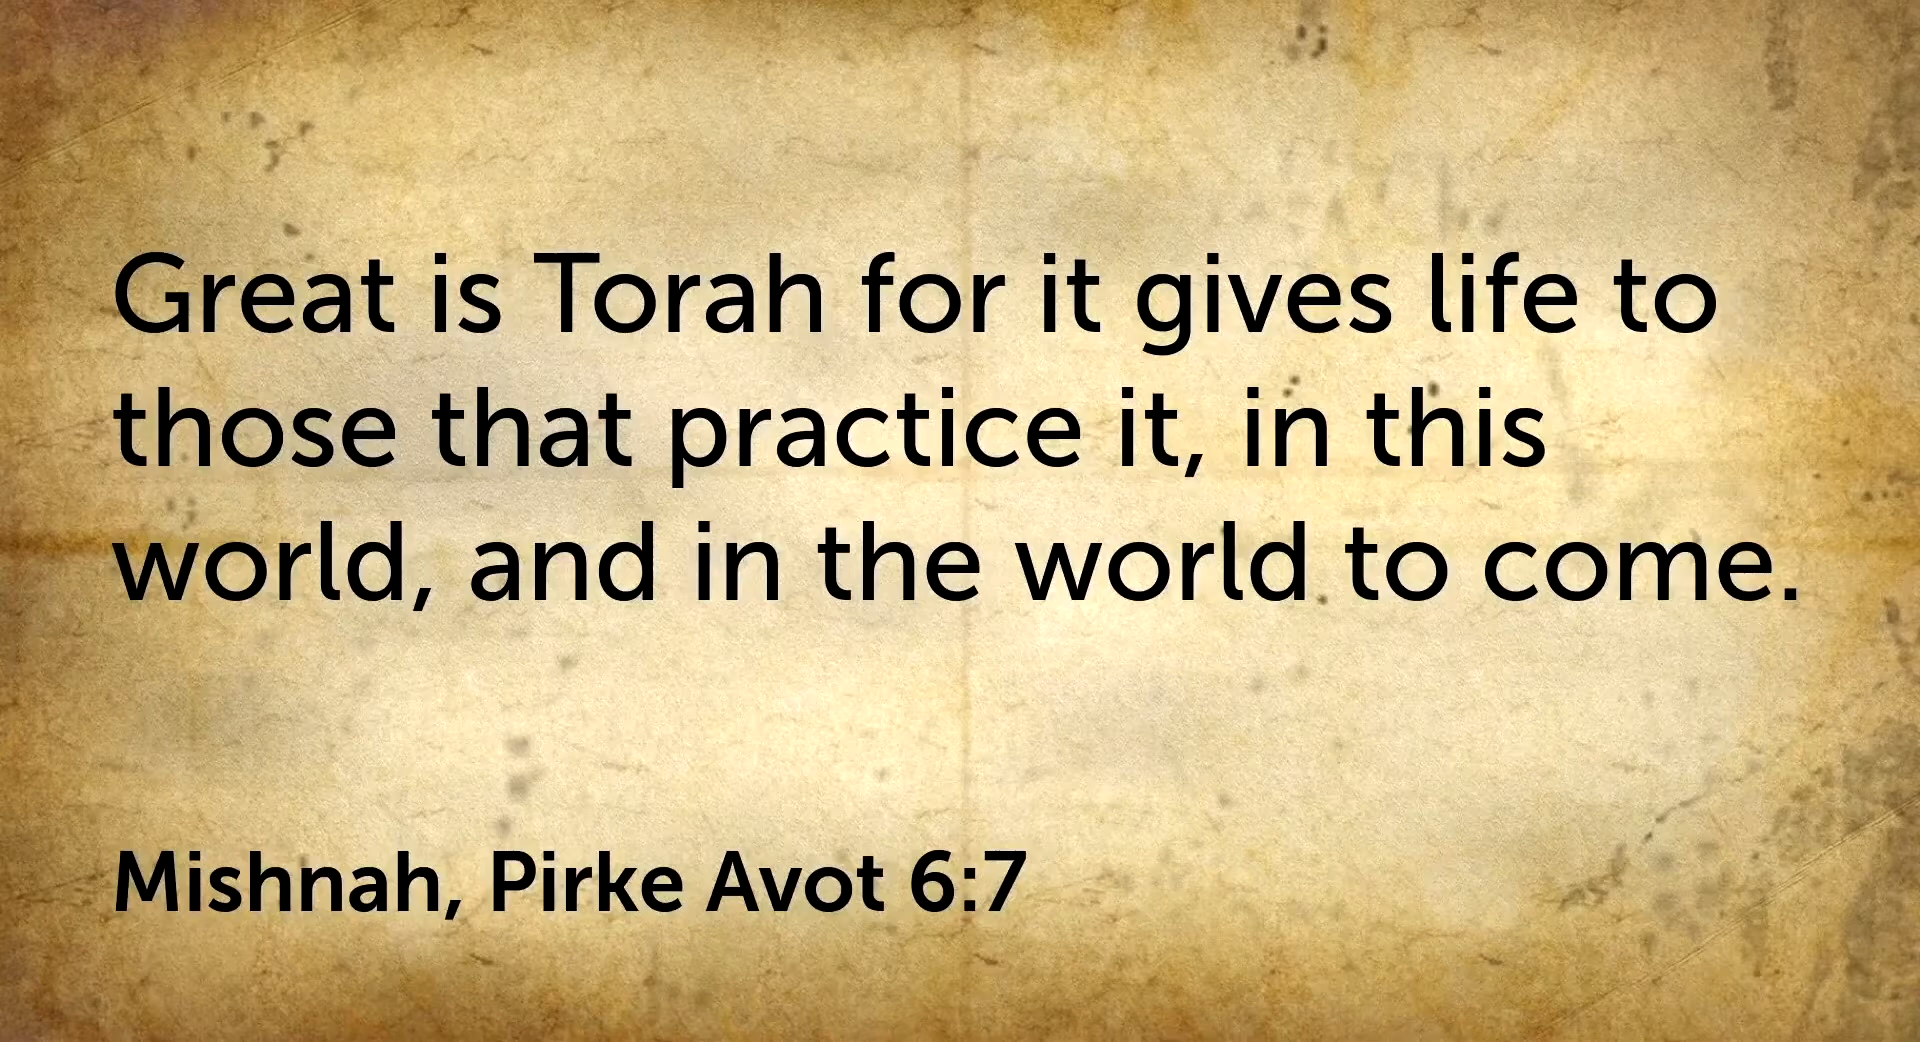 Great is Torah for it gives life to
those that practice it, in this
world, and in the world to come.
Mishnah, Pirke Avot 6:7